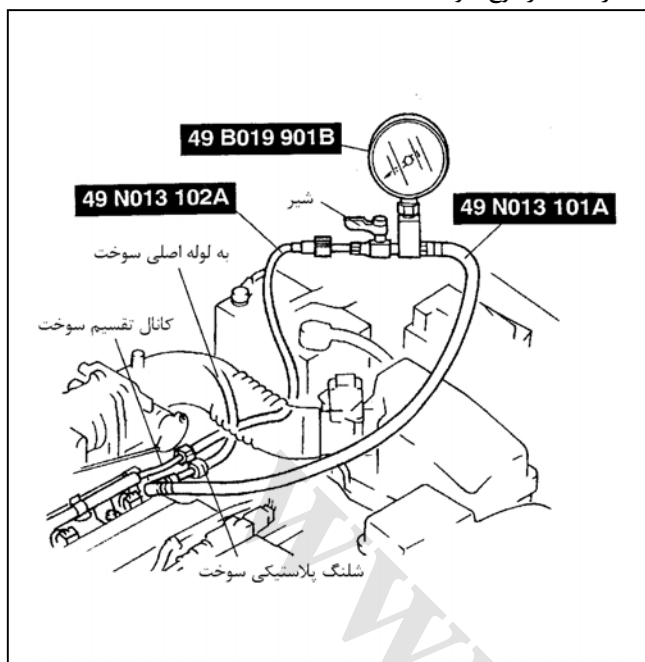 49 B019 901B
شیر
49 N013 102A
49 N013 101A
به لوله اصلی سوخت
کانال تقسیم سوخت
شلنگ پلاستیکی سوخت